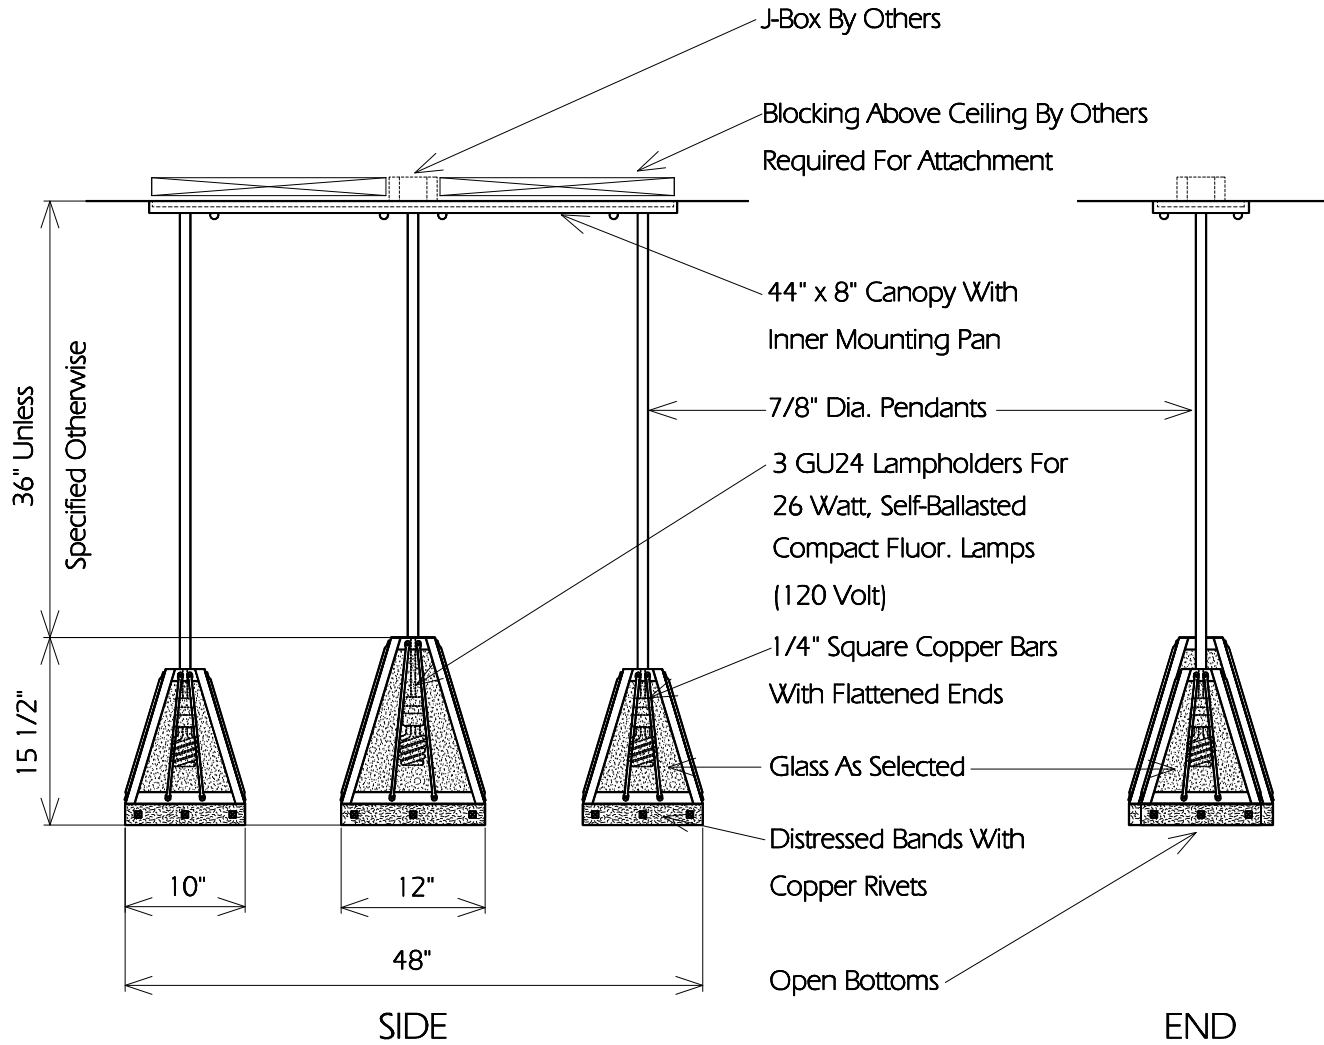 J-Box By Others
Blocking Above Ceiling By Others
Required For Attachment
44" x 8" Canopy With
Inner Mounting Pan
36" Unless
Specified Otherwise
7/8" Dia. Pendants
3 GU24 Lampholders For
26 Watt, Self-Ballasted
Compact Fluor. Lamps
(120 Volt)
1/4" Square Copper Bars
With Flattened Ends
15 1/2"
Glass As Selected
Distressed Bands With
Copper Rivets
10"
12"
48"
Open Bottoms
SIDE
END